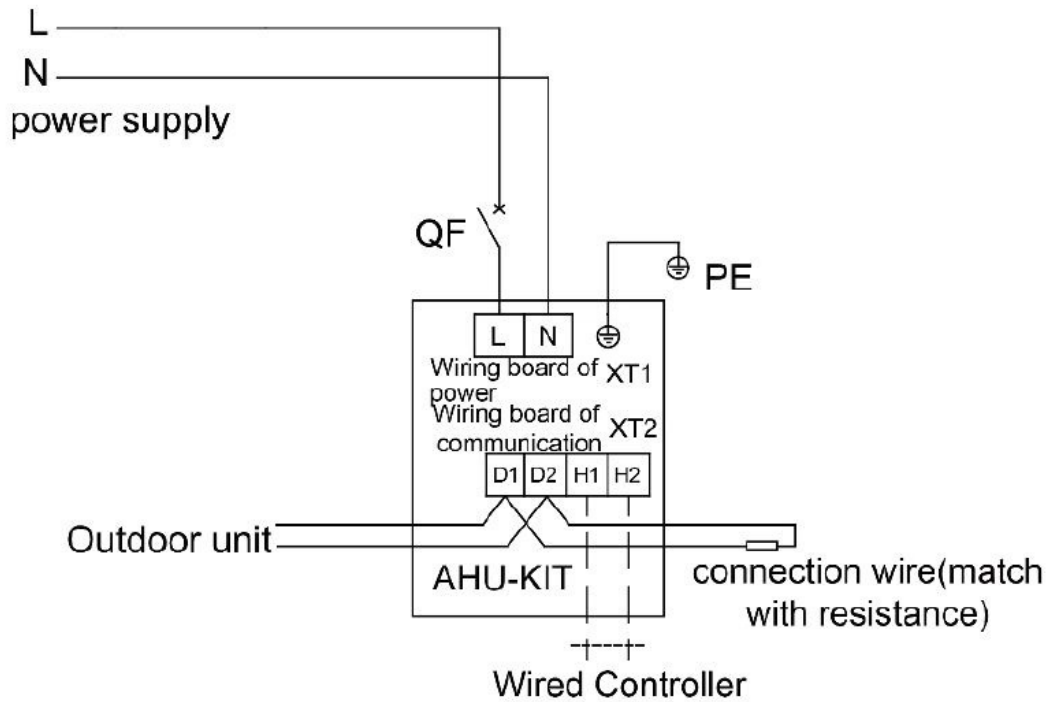 L
N
power supply
QF
PE
L N
Wiring board of XT1
power
Wiring board of XT2
communication
D1 D2 H1 H2
Outdoor unit
AHU-KIT
connection wire(match
with resistance)
Wired Controller